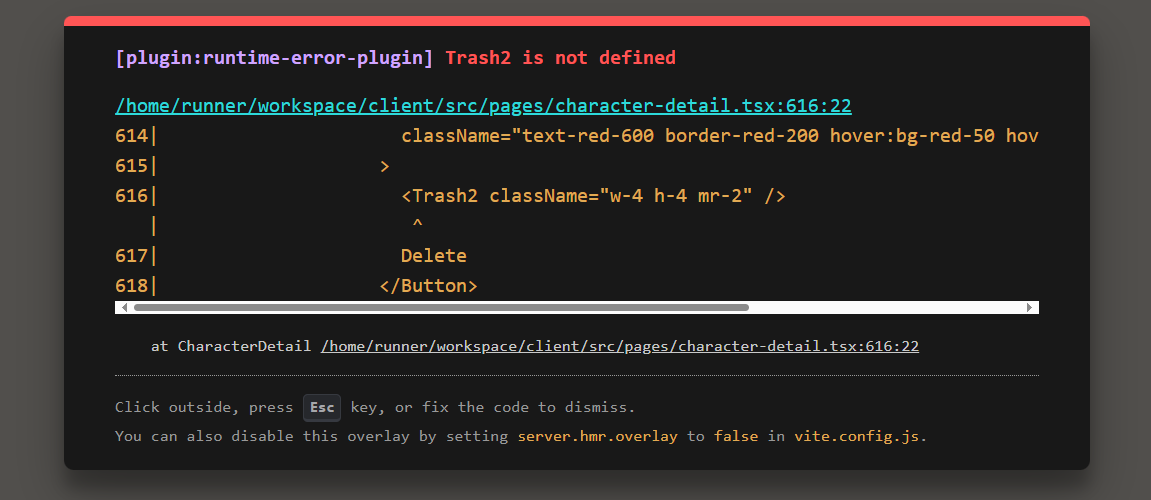 [plugin:runtime-error-plugin] Trash2 is not defined
/home/runner/workspace/client/src/pages/character-detail.tsx:616:22
614|                      className="text-red-600 border-red-200 hover:bg-red-50 hov
615|                    >
616|                      <Trash2 className="w-4 h-4 mr-2" />
   |                       ^
617|                      Delete
618|                    </Button>
at CharacterDetail /home/runner/workspace/client/src/pages/character-detail.tsx:616:22
Click outside, press Esc key, or fix the code to dismiss.
You can also disable this overlay by setting server.hmr.overlay to false in vite.config.js.